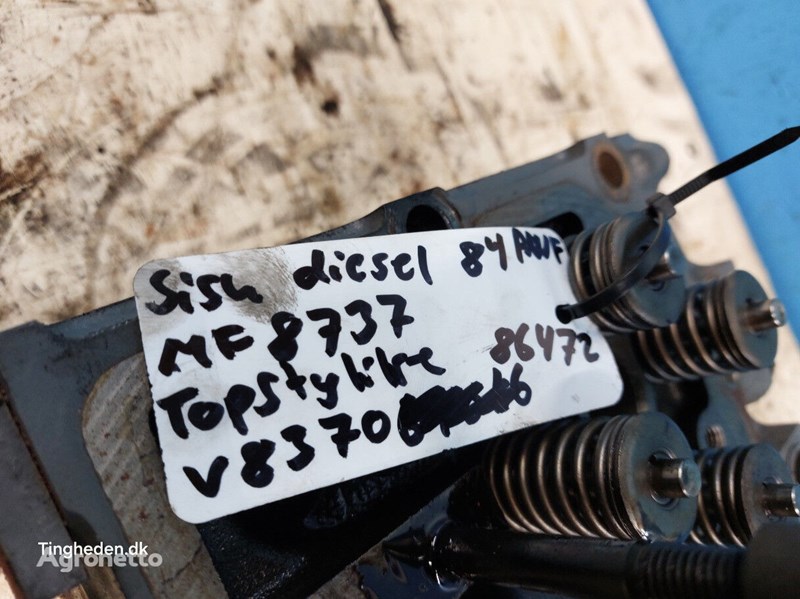 Sisu diesel 84 AWF
MF 8737
Topstykke 86472
V8370
Tingheden.dk
Agronetto